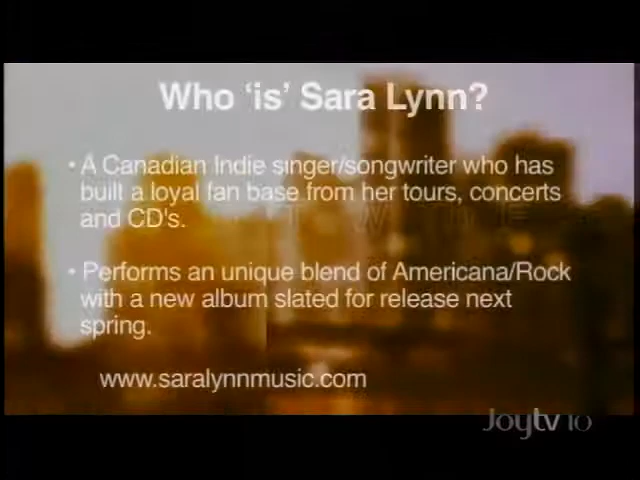 Who ‘is’ Sara Lynn?
• A Canadian Indie singer/songwriter who has
built a loyal fan base from her tours, concerts
and CD's.
• Performs an unique blend of Americana/Rock
with a new album slated for release next
spring.
www.saralynnmusic.com
Joytv10